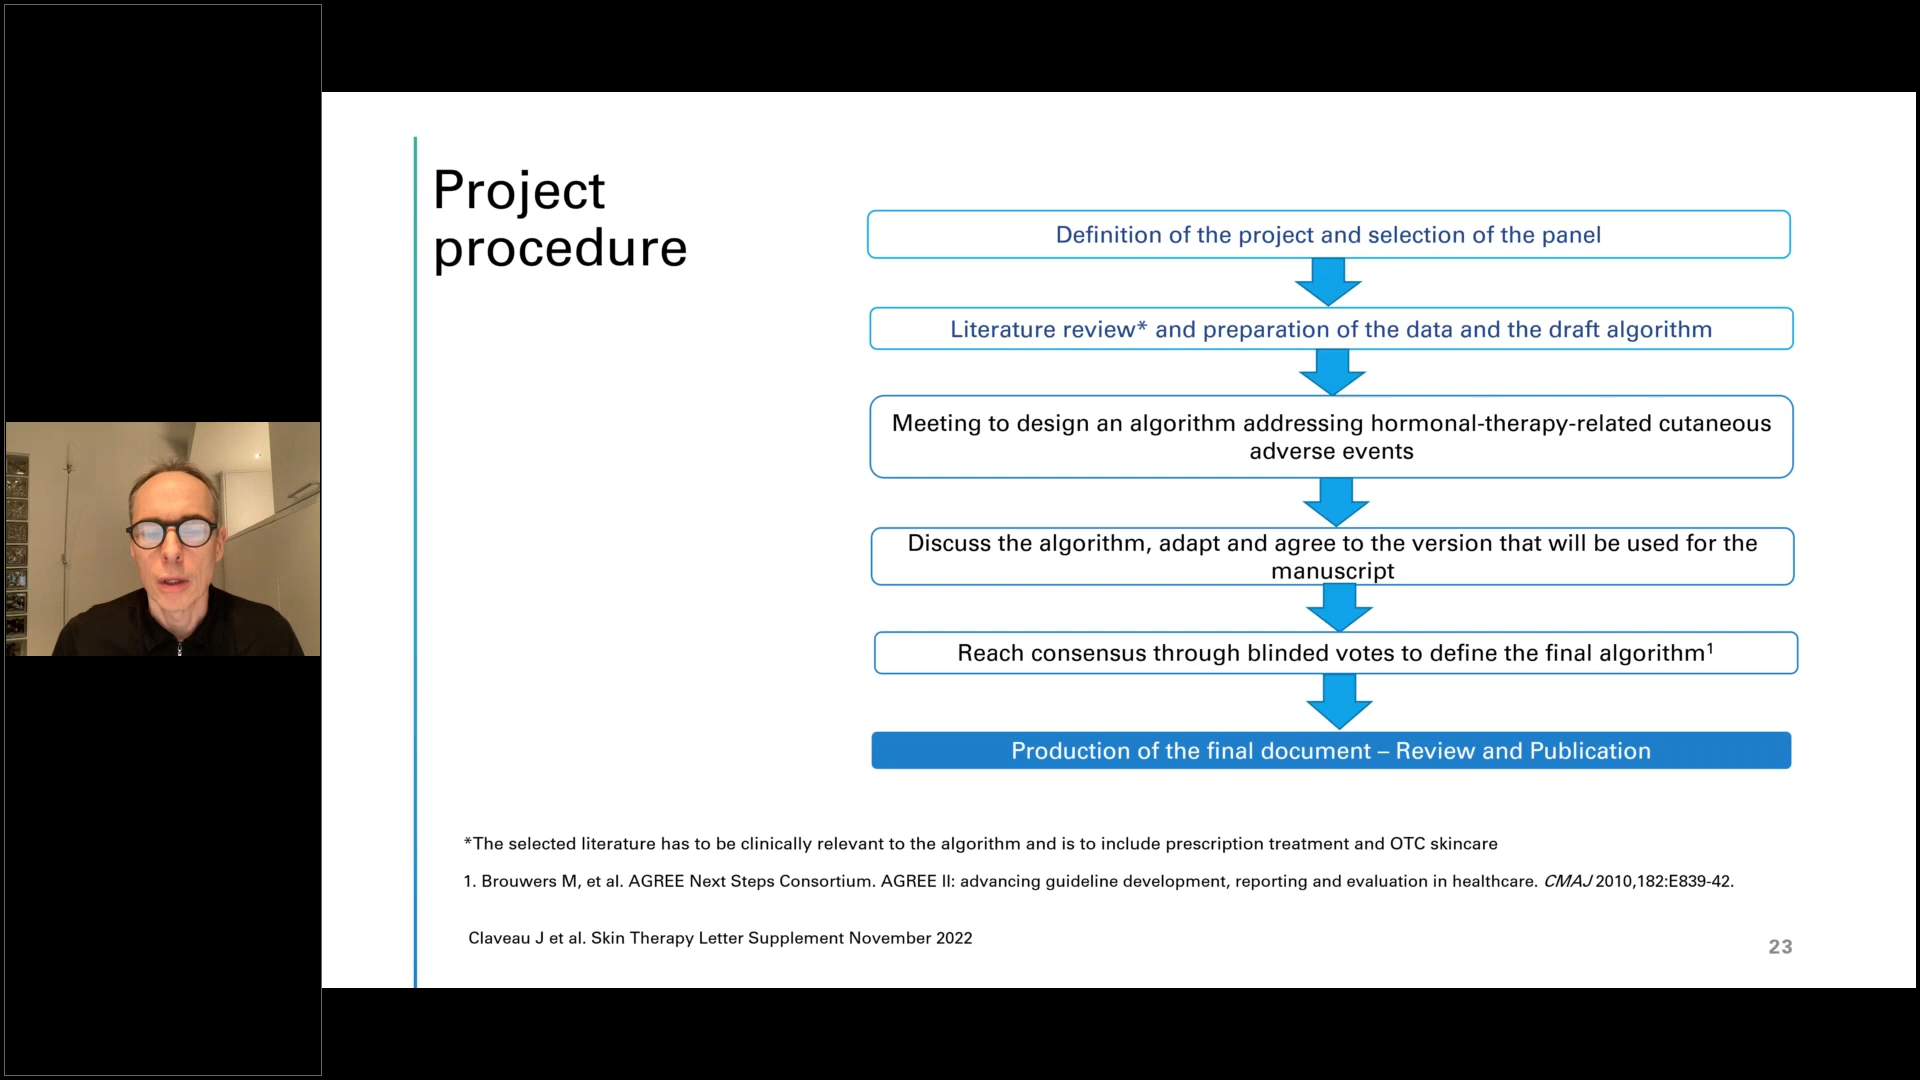 Project
procedure
Definition of the project and selection of the panel
Literature review* and preparation of the data and the draft algorithm
Meeting to design an algorithm addressing hormonal-therapy-related cutaneous
adverse events
Discuss the algorithm, adapt and agree to the version that will be used for the
manuscript
Reach consensus through blinded votes to define the final algorithm¹
Production of the final document – Review and Publication
*The selected literature has to be clinically relevant to the algorithm and is to include prescription treatment and OTC skincare
1. Brouwers M, et al. AGREE Next Steps Consortium. AGREE II: advancing guideline development, reporting and evaluation in healthcare. CMAJ 2010,182:E839-42.
Claveau J et al. Skin Therapy Letter Supplement November 2022
23